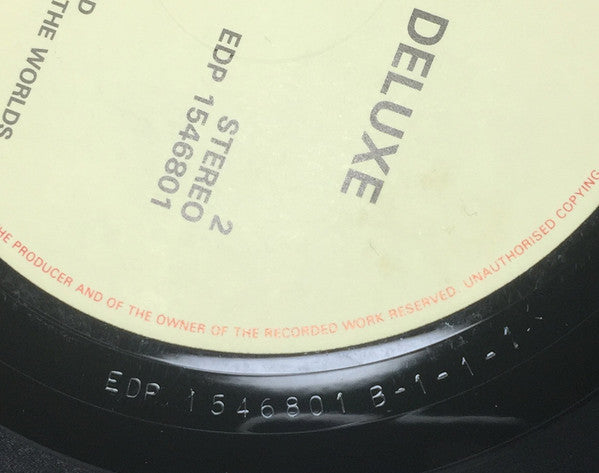 D
THE WORLDS
DELUXE
2
STEREO
EDP 1546801
HE PRODUCER AND OF THE OWNER OF THE RECORDED WORK RESERVED. UNAUTHORISED COPYING
EDP 1546801 B-1-1-1